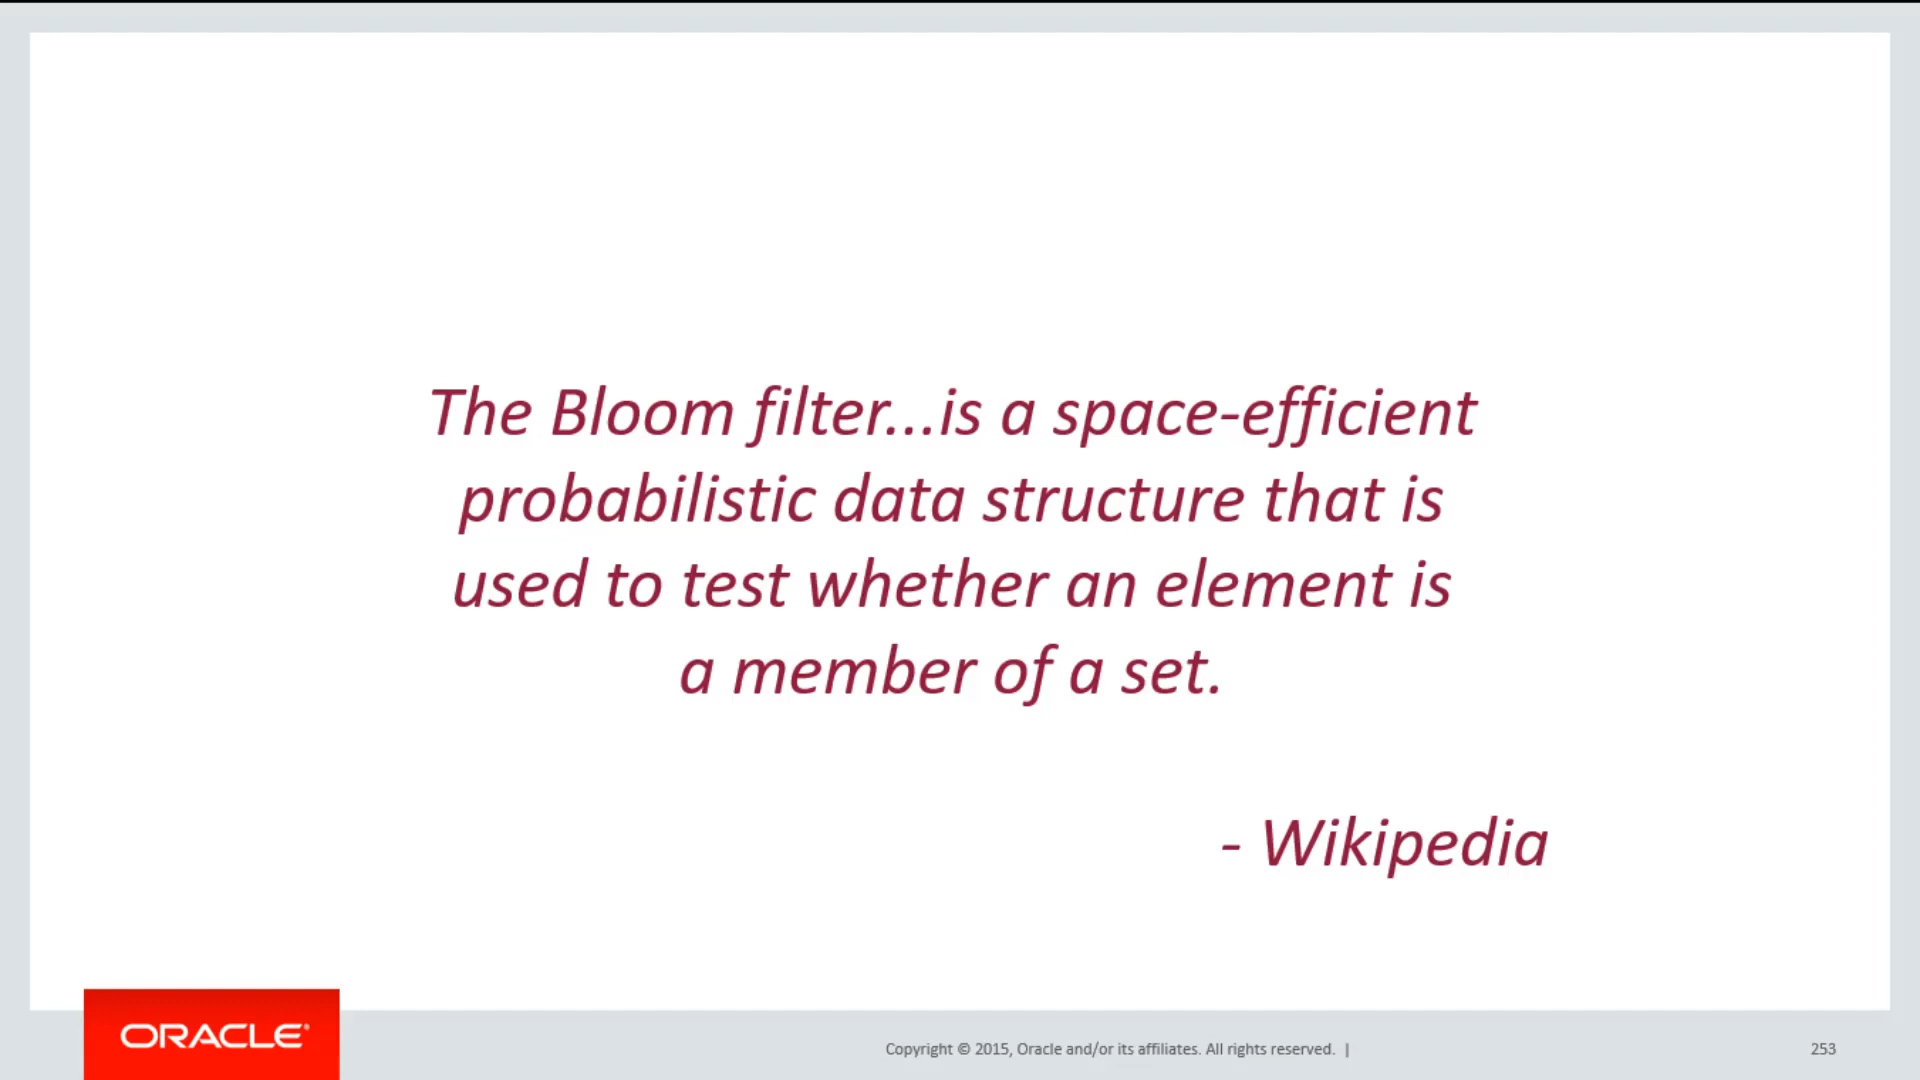 The Bloom filter...is a space-efficient
probabilistic data structure that is
used to test whether an element is
a member of a set.
- Wikipedia
ORACLE®
Copyright © 2015, Oracle and/or its affiliates. All rights reserved. |
253